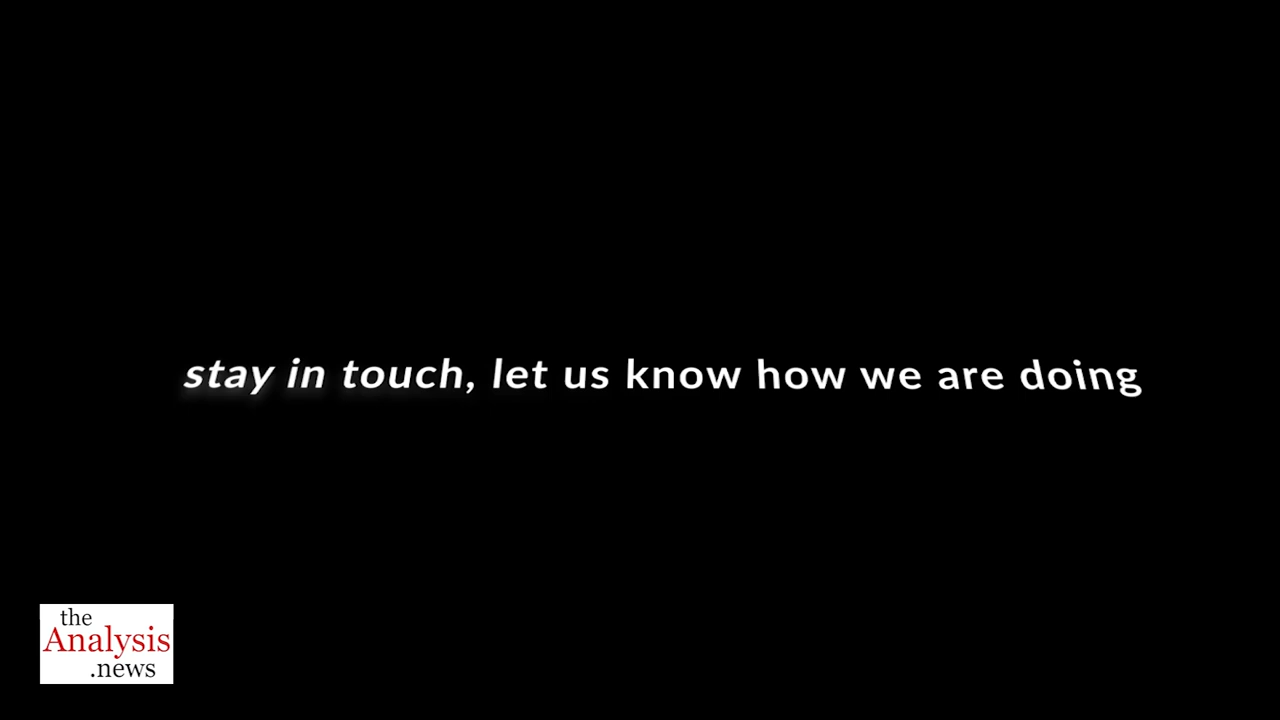 stay in touch, let us know how we are doing
the
Analysis
.news